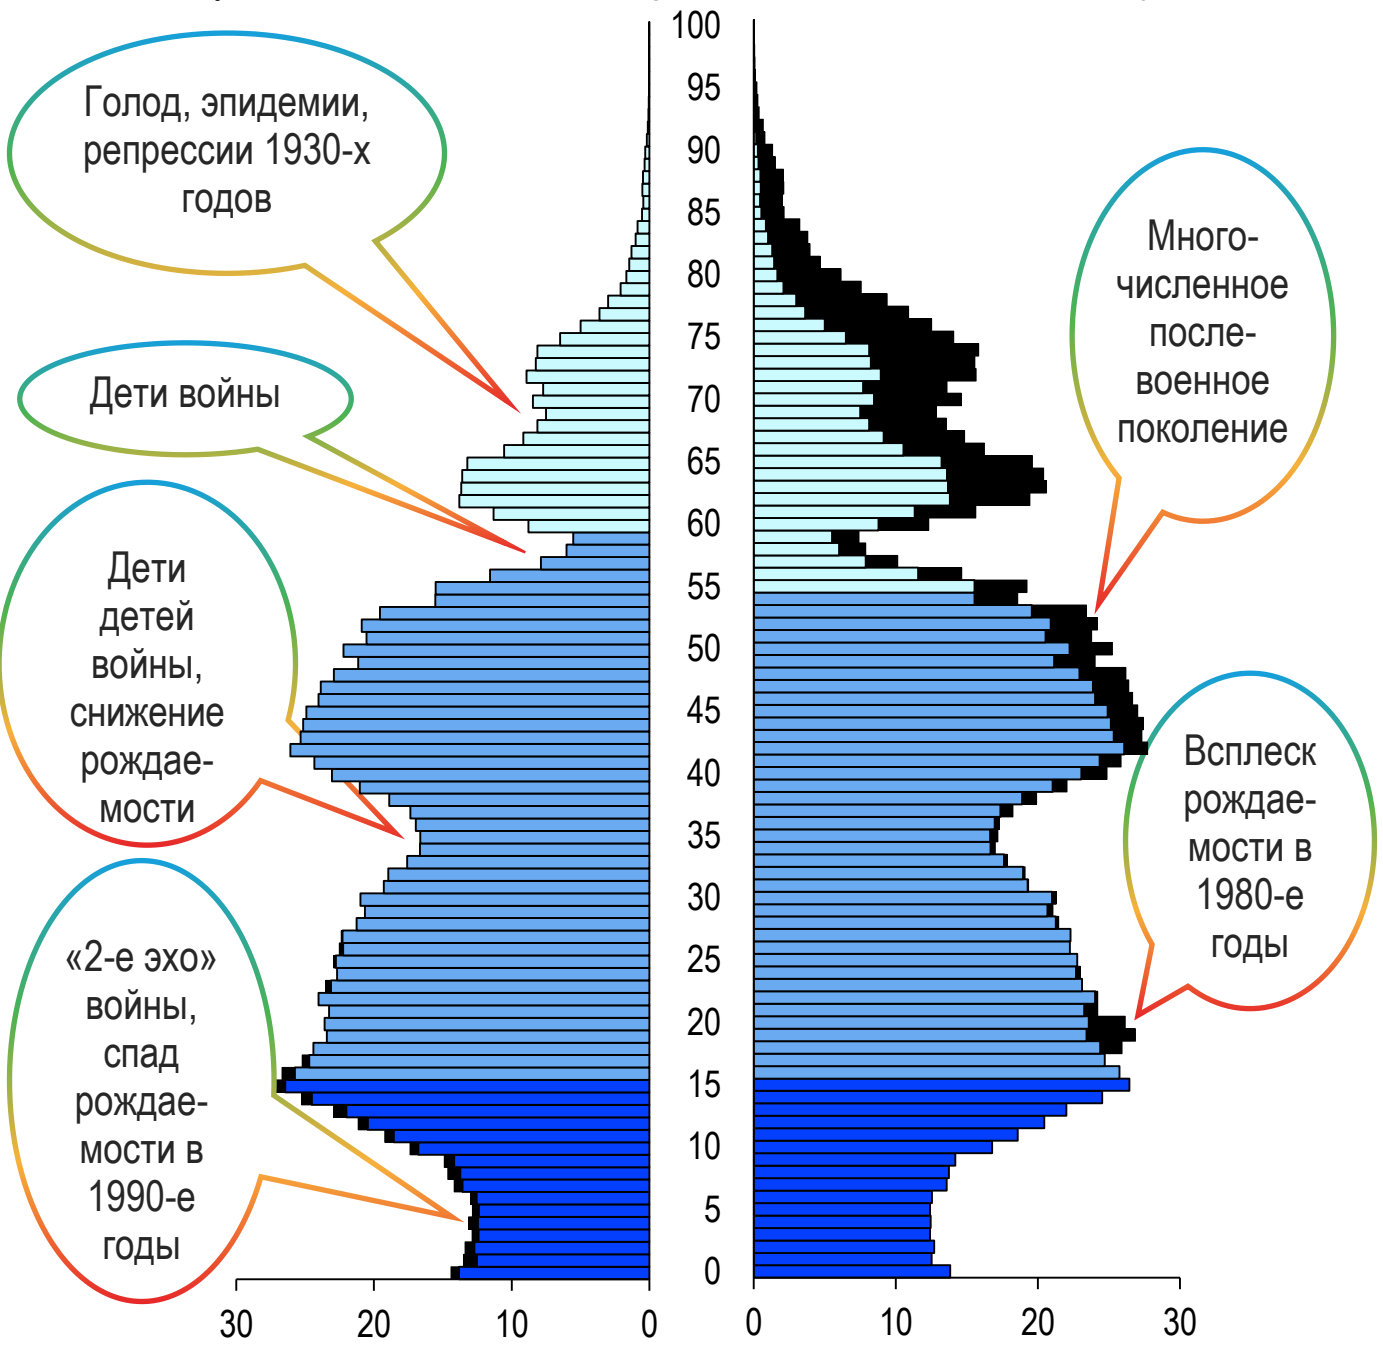 Голод, эпидемии,
репрессии 1930-х
годов
Дети войны
Дети
детей
войны,
снижение
рождае-
мости
«2-е эхо»
войны,
спад
рождае-
мости в
1990-е
годы
Много-
численное
после-
военное
поколение
Всплеск
рождае-
мости в
1980-е
годы
100
95
90
85
80
75
70
65
60
55
50
45
40
35
30
25
20
15
10
5
0
30 20 10 0
0 10 20 30